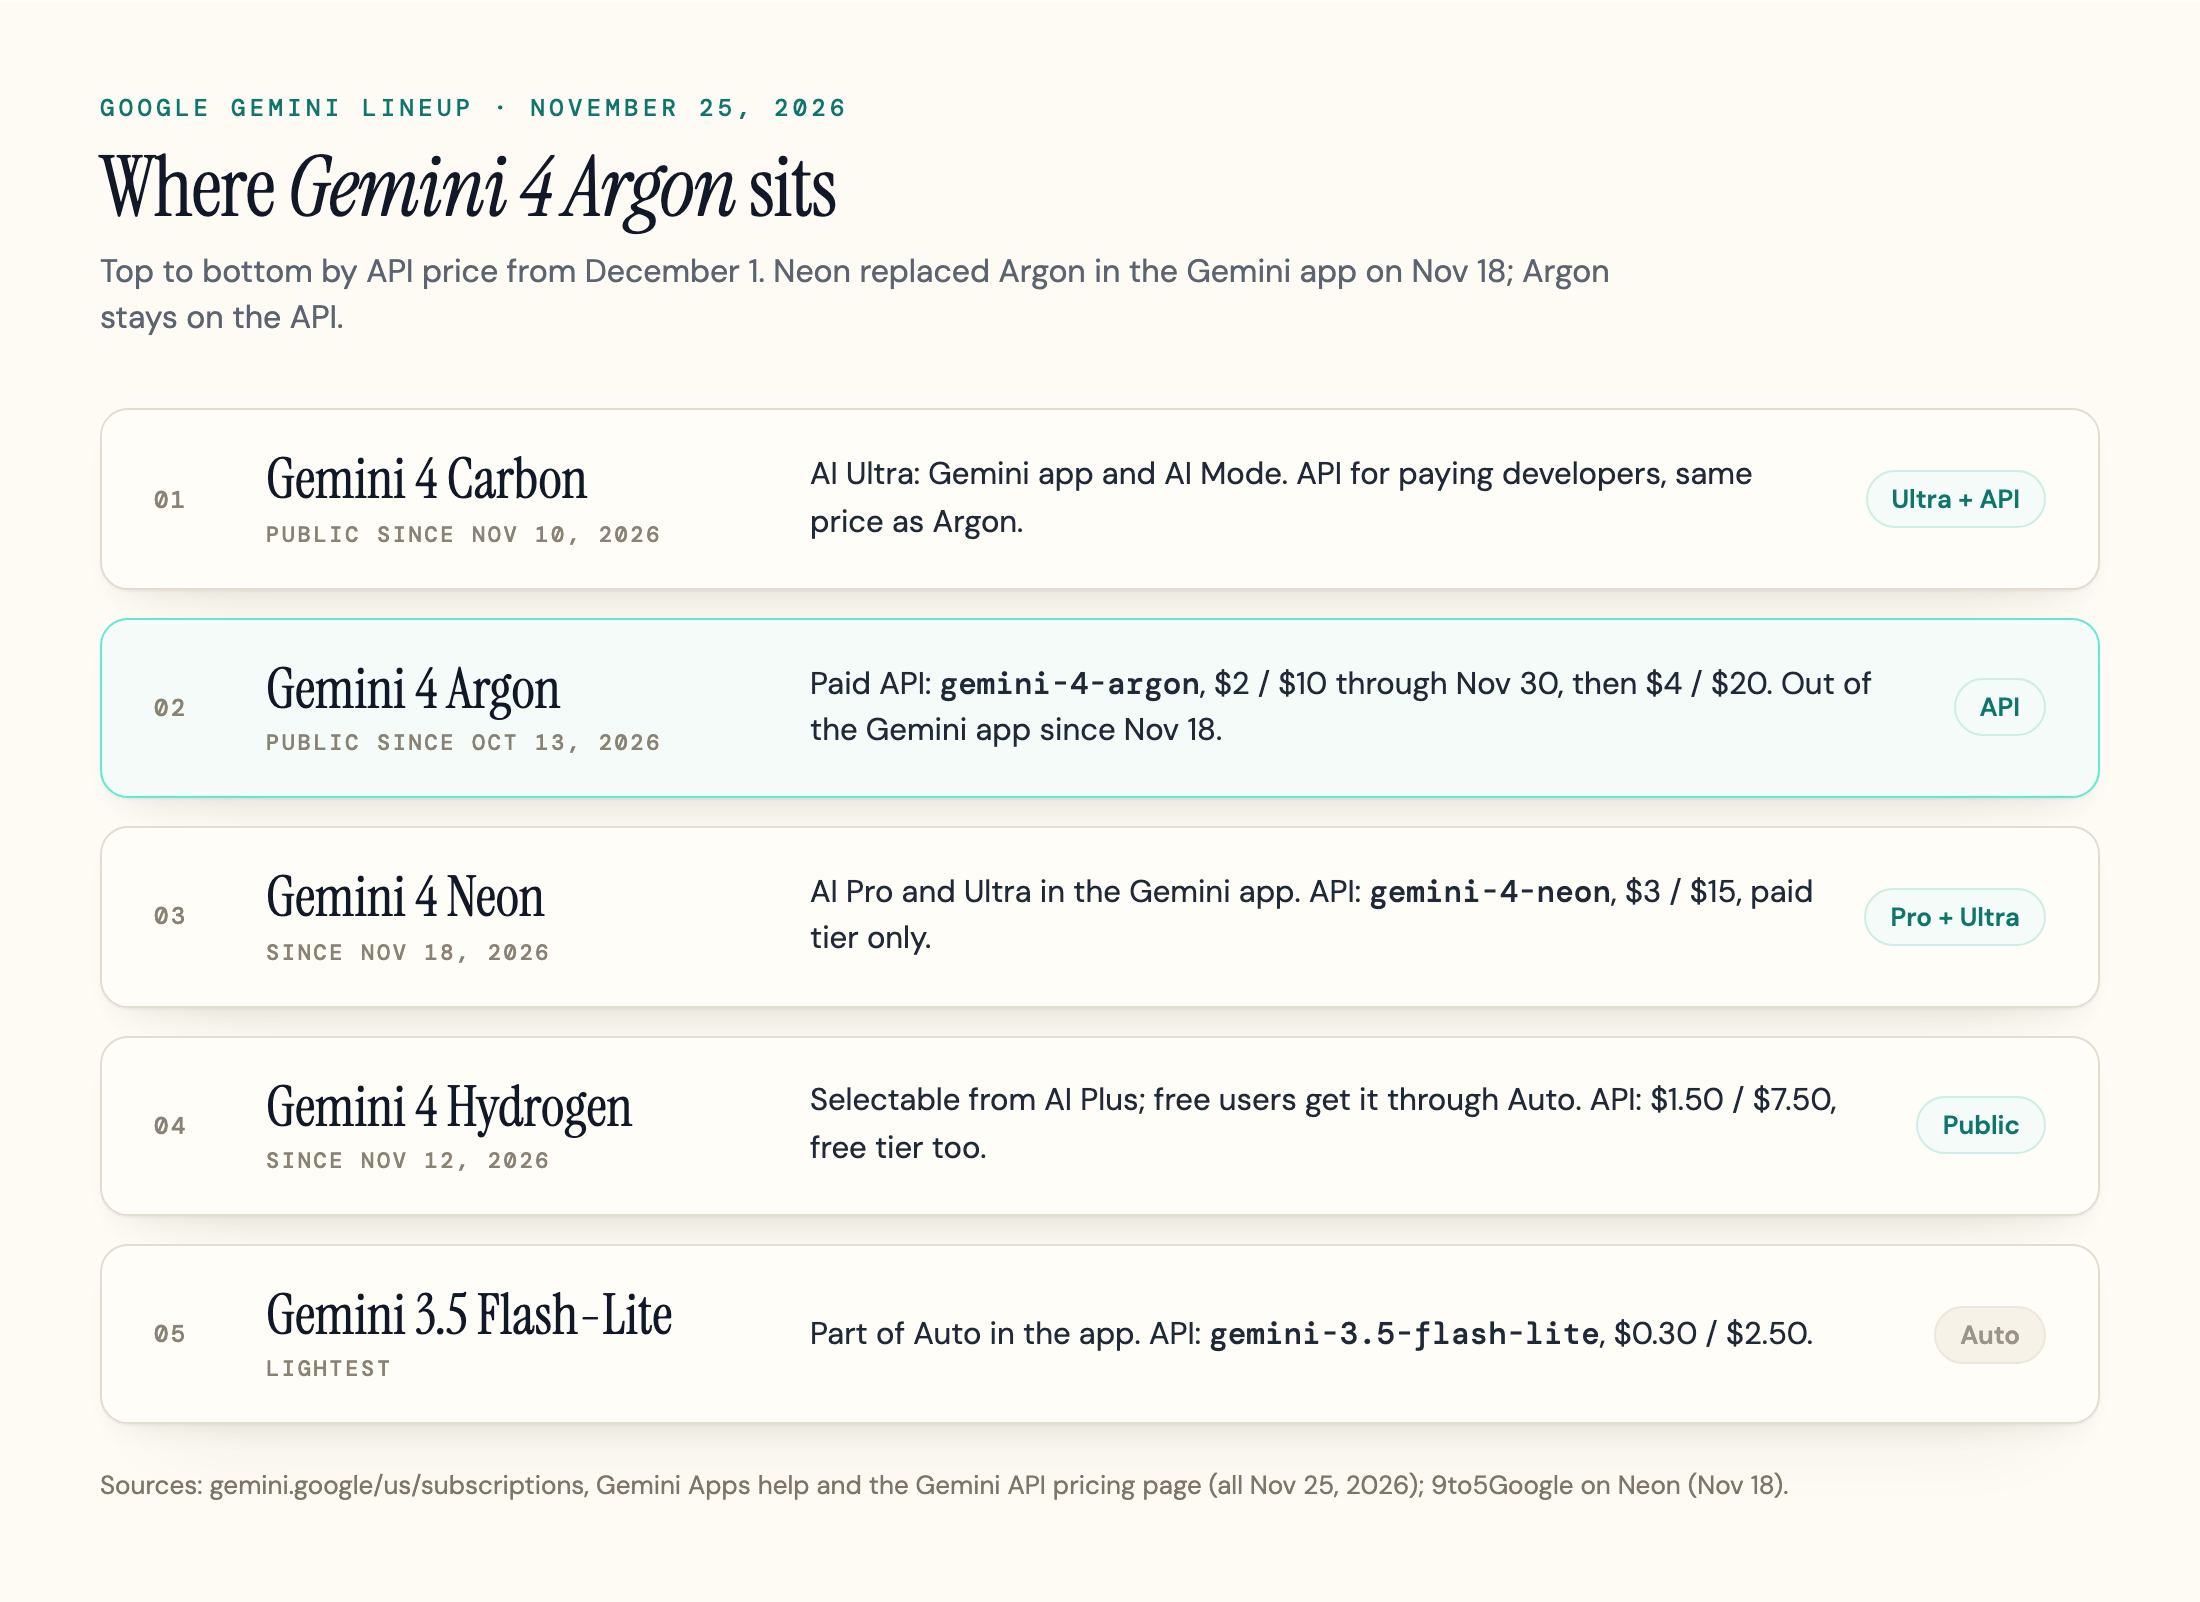 GOOGLE GEMINI LINEUP · NOVEMBER 25, 2026
Where Gemini 4 Argon sits
Top to bottom by API price from December 1. Neon replaced Argon in the Gemini app on Nov 18; Argon
stays on the API.
01
Gemini 4 Carbon
PUBLIC SINCE NOV 10, 2026
AI Ultra: Gemini app and AI Mode. API for paying developers, same
price as Argon.
Ultra + API
02
Gemini 4 Argon
PUBLIC SINCE OCT 13, 2026
Paid API: gemini-4-argon, $2 / $10 through Nov 30, then $4 / $20. Out of
the Gemini app since Nov 18.
API
03
Gemini 4 Neon
SINCE NOV 18, 2026
AI Pro and Ultra in the Gemini app. API: gemini-4-neon, $3 / $15, paid
tier only.
Pro + Ultra
04
Gemini 4 Hydrogen
SINCE NOV 12, 2026
Selectable from AI Plus; free users get it through Auto. API: $1.50 / $7.50,
free tier too.
Public
05
Gemini 3.5 Flash-Lite
LIGHTEST
Part of Auto in the app. API: gemini-3.5-flash-lite, $0.30 / $2.50.
Auto
Sources: gemini.google/us/subscriptions, Gemini Apps help and the Gemini API pricing page (all Nov 25, 2026); 9to5Google on Neon (Nov 18).